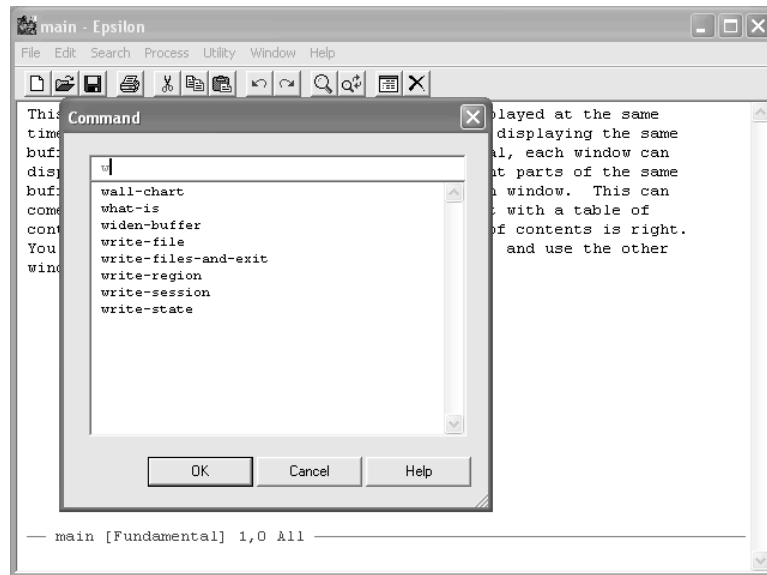 main - Epsilon
File Edit Search Process Utility Window Help
This
Command
layed at the same
time
displaying the same
buf
al, each window can
disp
nt parts of the same
buf
window. This can
come
with a table of
cont
of contents is right.
You
and use the other
wind
w
wall-chart
what-is
widen-buffer
write-file
write-files-and-exit
write-region
write-session
write-state
OK Cancel Help
main [Fundamental] 1,0 All